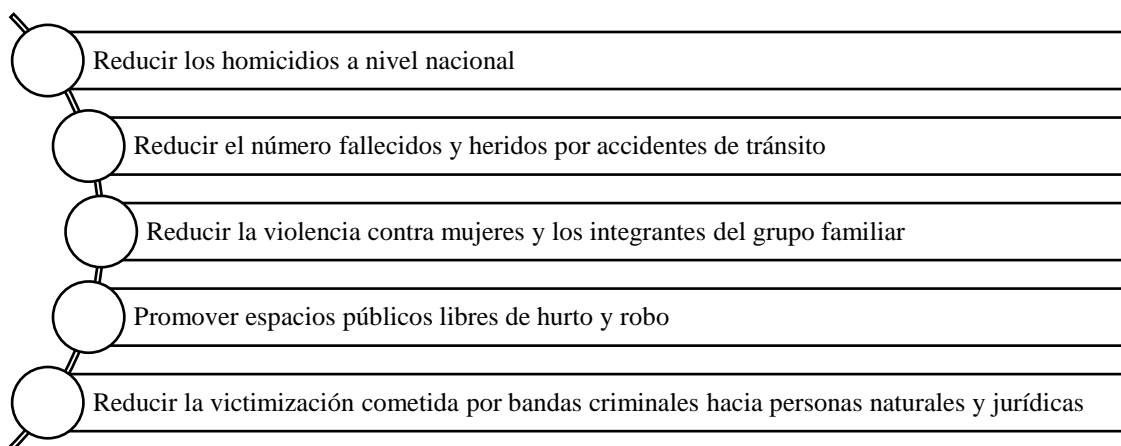 Reducir los homicidios a nivel nacional
Reducir el número fallecidos y heridos por accidentes de tránsito
Reducir la violencia contra mujeres y los integrantes del grupo familiar
Promover espacios públicos libres de hurto y robo
Reducir la victimización cometida por bandas criminales hacia personas naturales y jurídicas